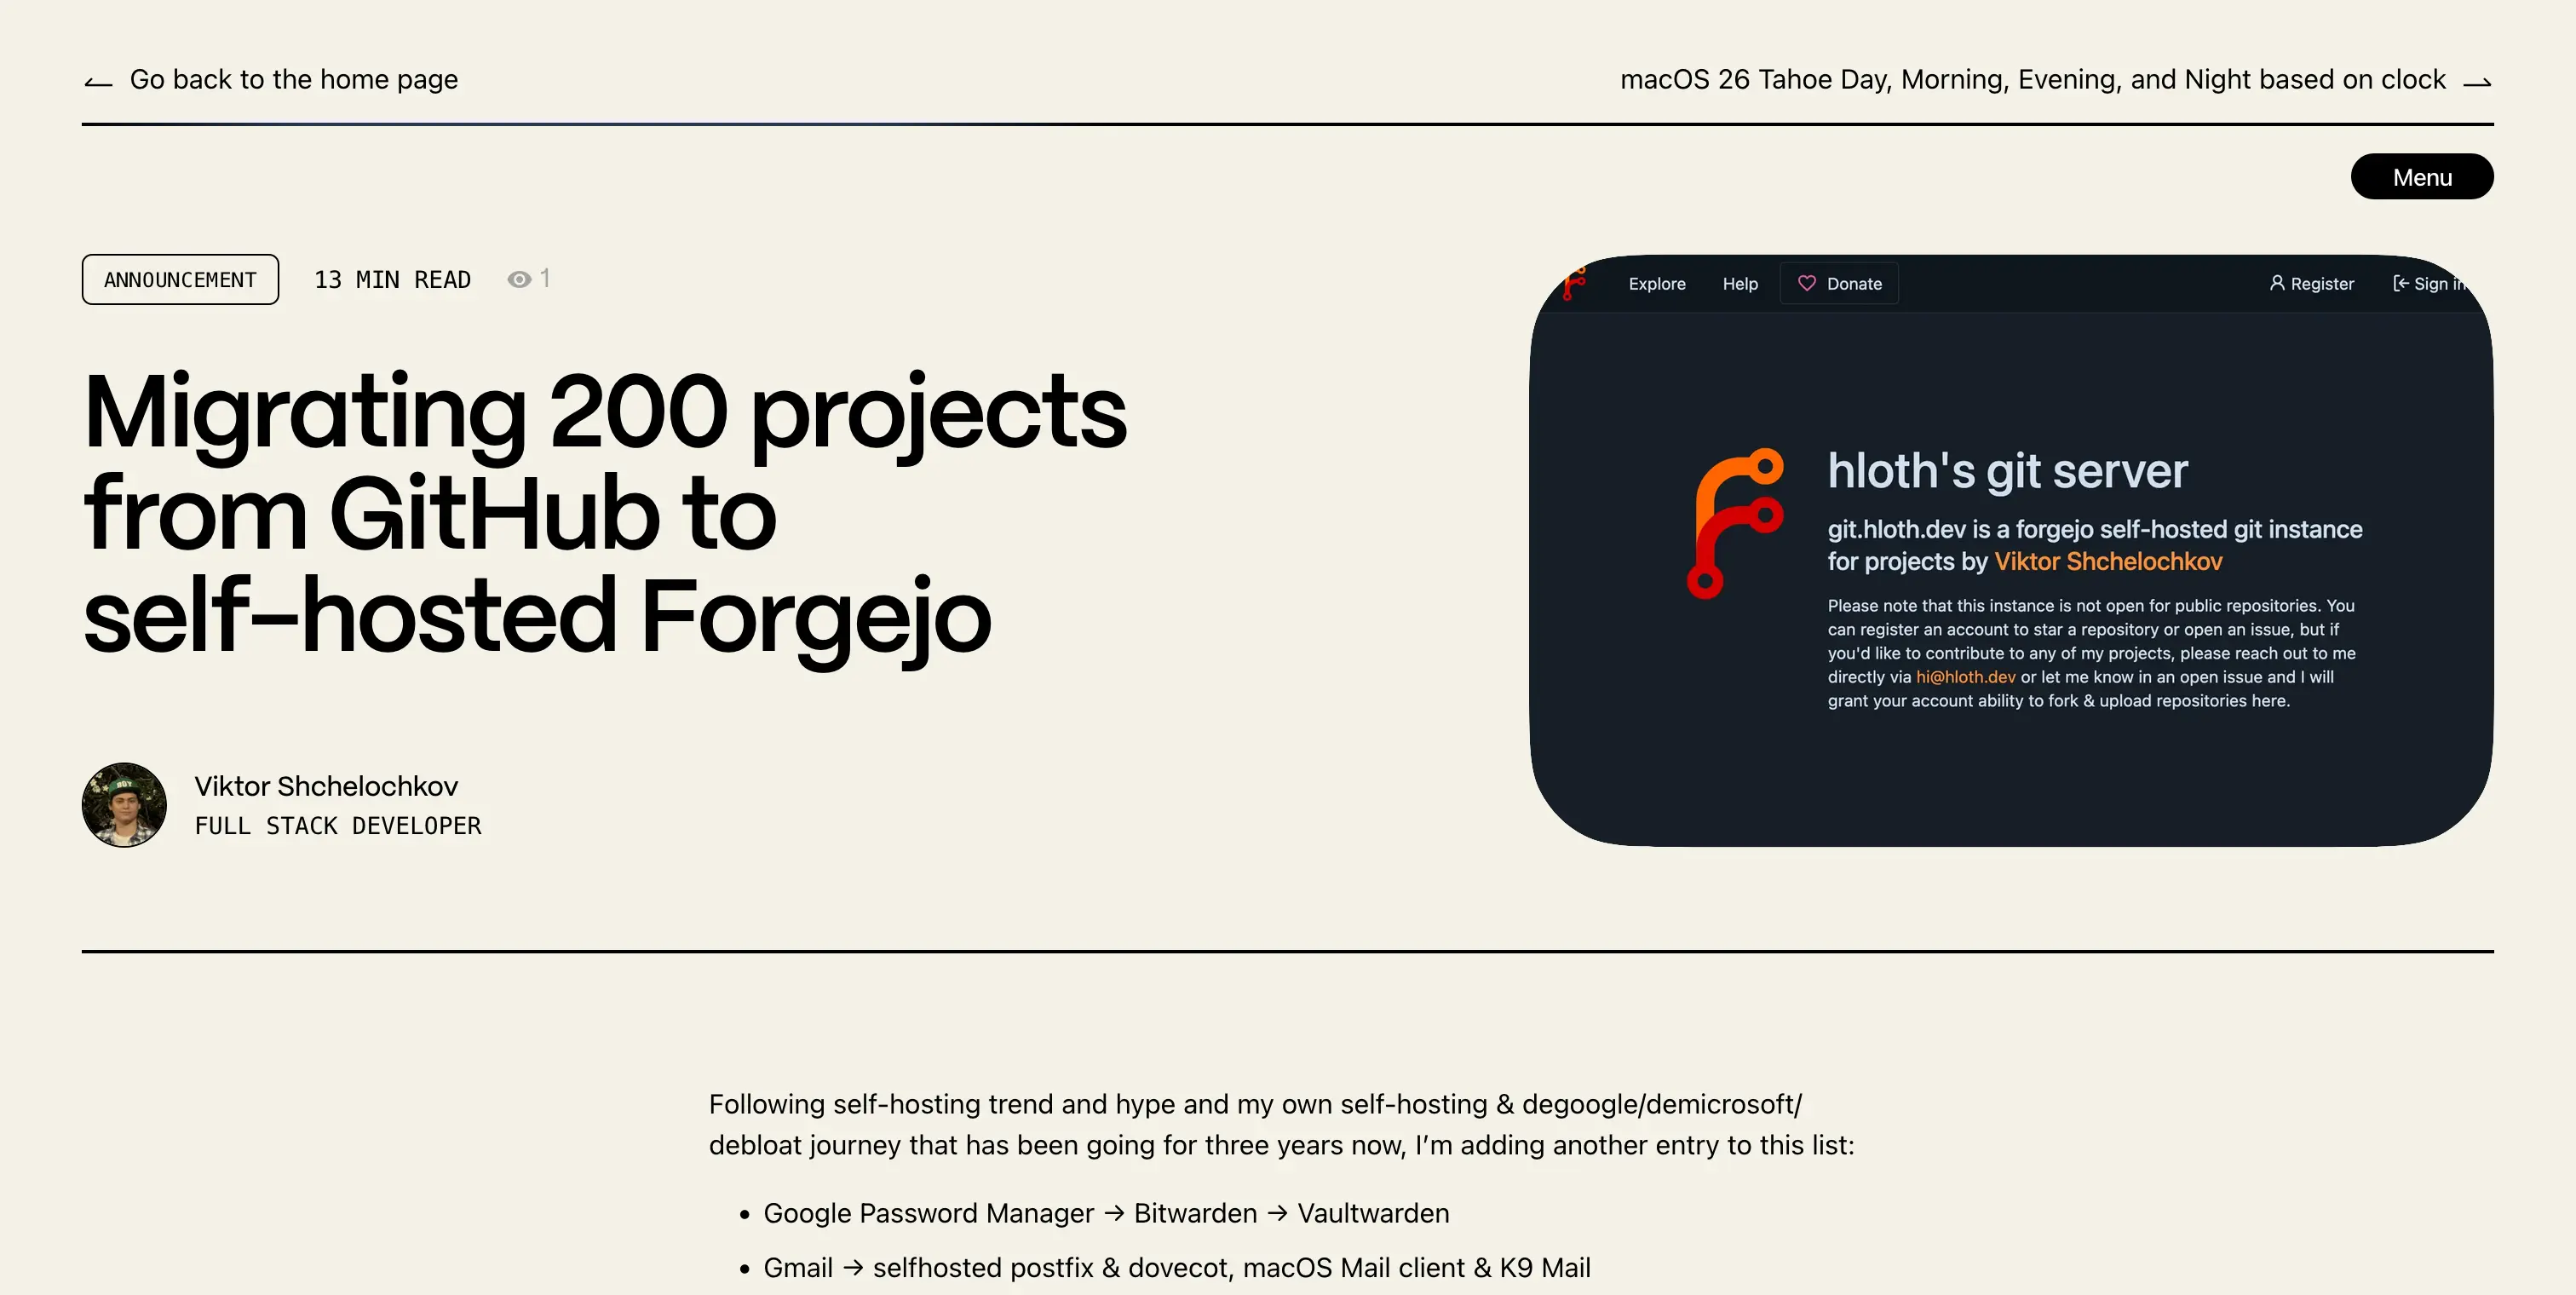 Go back to the home page
macOS 26 Tahoe Day, Morning, Evening, and Night based on clock
Menu
ANNOUNCEMENT
13 MIN READ
1
Migrating 200 projects
from GitHub to
self-hosted Forgejo
Viktor Shchelochkov
FULL STACK DEVELOPER
Explore
Help
Donate
Register
Sign in
hloth's git server
git.hloth.dev is a forgejo self-hosted git instance
for projects by Viktor Shchelochkov
Please note that this instance is not open for public repositories. You
can register an account to star a repository or open an issue, but if
you'd like to contribute to any of my projects, please reach out to me
directly via hi@hloth.dev or let me know in an open issue and I will
grant your account ability to fork & upload repositories here.
Following self-hosting trend and hype and my own self-hosting & degoogle/demicrosoft/
debloat journey that has been going for three years now, I’m adding another entry to this list:
• Google Password Manager → Bitwarden → Vaultwarden
• Gmail → selfhosted postfix & dovecot, macOS Mail client & K9 Mail